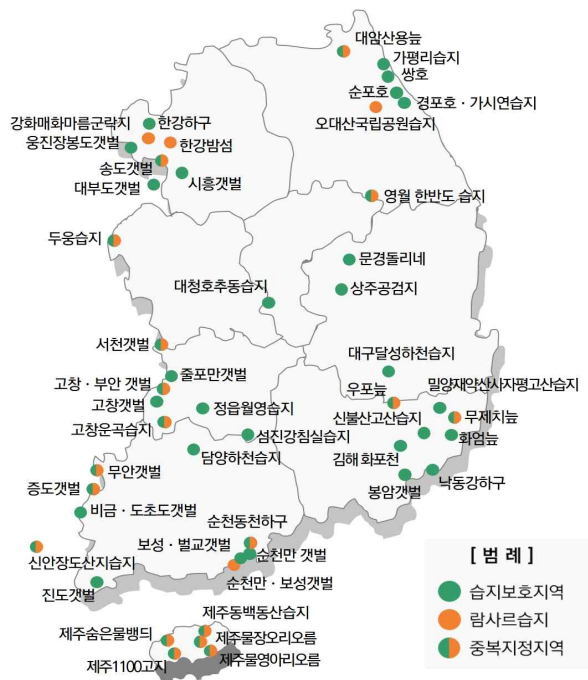 대암산용늪
가평리습지
쌍호
순포호
경포호 · 가시연습지
오대산국립공원습지
강화매화마름군락지
한강하구
웅진장봉도갯벌
한강밤섬
송도갯벌
시흥갯벌
대부도갯벌
영월 한반도 습지
두웅습지
문경돌리네
대청호추동습지
상주공검지
서천갯벌
대구달성하천습지
줄포만갯벌
고창 · 부안 갯벌
우포늪
밀양재약산사자평고산습지
고창갯벌
정읍월영습지
신불산고산습지
무제치늪
고창운곡습지
섬진강침실습지
화엄늪
담양하천습지
김해 화포천
무안갯벌
봉암갯벌
낙동강하구
증도갯벌
비금 · 도초도갯벌
순천동천하구
보성 · 벌교갯벌
순천만 갯벌
신안장도산지습지
순천만 · 보성갯벌
진도갯벌
제주동백동산습지
제주숨은물뱅듸
제주물장오리오름
제주1100고지
제주물영아리오름
[ 범 례 ]
습지보호지역
람사르습지
중복지정지역